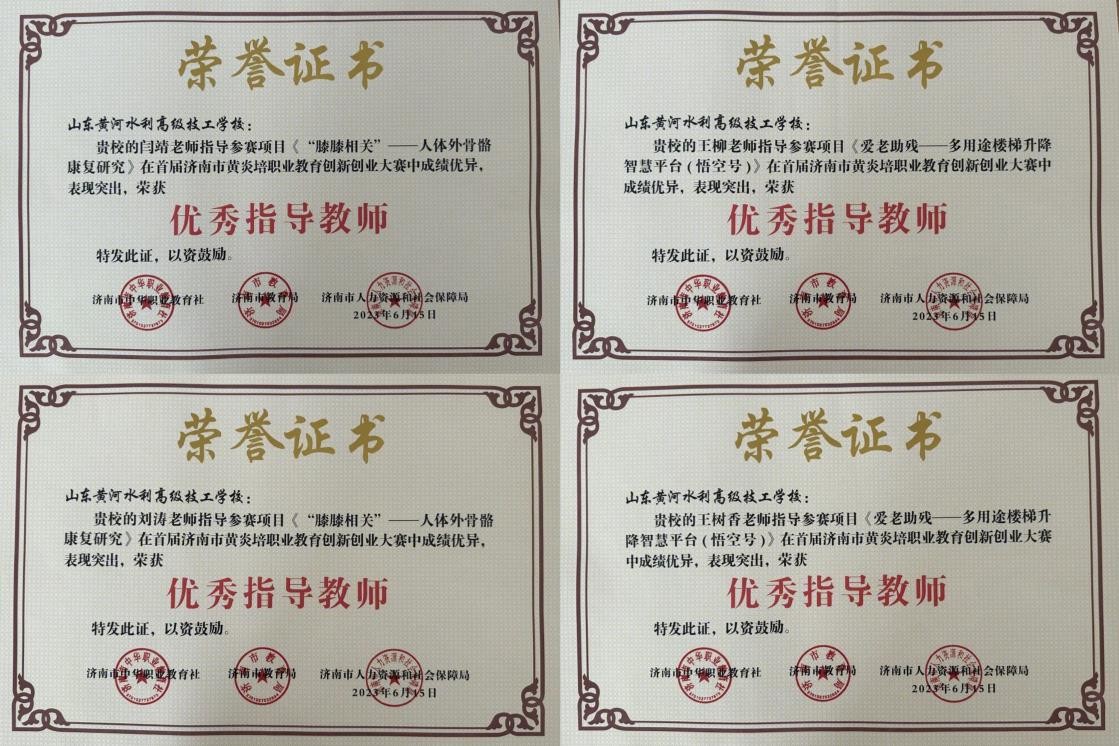 荣誉证书
山东黄河水利高级技工学校：
贵校的闫靖老师指导参赛项目《“膝膝相关”——人体外骨骼
康复研究》在首届济南市黄炎培职业教育创新创业大赛中成绩优异，
表现突出，荣获
优秀指导教师
特发此证，以资鼓励。
济南市中华职业教育社 济南市教育局 济南市人力资源和社会保障局
2023年6月15日
荣誉证书
山东黄河水利高级技工学校：
贵校的王柳老师指导参赛项目《爱老助残——多用途楼梯升降
智慧平台(悟空号)》在首届济南市黄炎培职业教育创新创业大赛中
成绩优异，表现突出，荣获
优秀指导教师
特发此证，以资鼓励。
济南市中华职业教育社 济南市教育局 济南市人力资源和社会保障局
2023年6月15日
荣誉证书
山东黄河水利高级技工学校：
贵校的刘涛老师指导参赛项目《“膝膝相关”——人体外骨骼
康复研究》在首届济南市黄炎培职业教育创新创业大赛中成绩优异，
表现突出，荣获
优秀指导教师
特发此证，以资鼓励。
济南市中华职业教育社 济南市教育局 济南市人力资源和社会保障局
2023年6月15日
荣誉证书
山东黄河水利高级技工学校：
贵校的王树香老师指导参赛项目《爱老助残——多用途楼梯升
降智慧平台(悟空号)》在首届济南市黄炎培职业教育创新创业大赛
中成绩优异，表现突出，荣获
优秀指导教师
特发此证，以资鼓励。
济南市中华职业教育社 济南市教育局 济南市人力资源和社会保障局
2023年6月15日